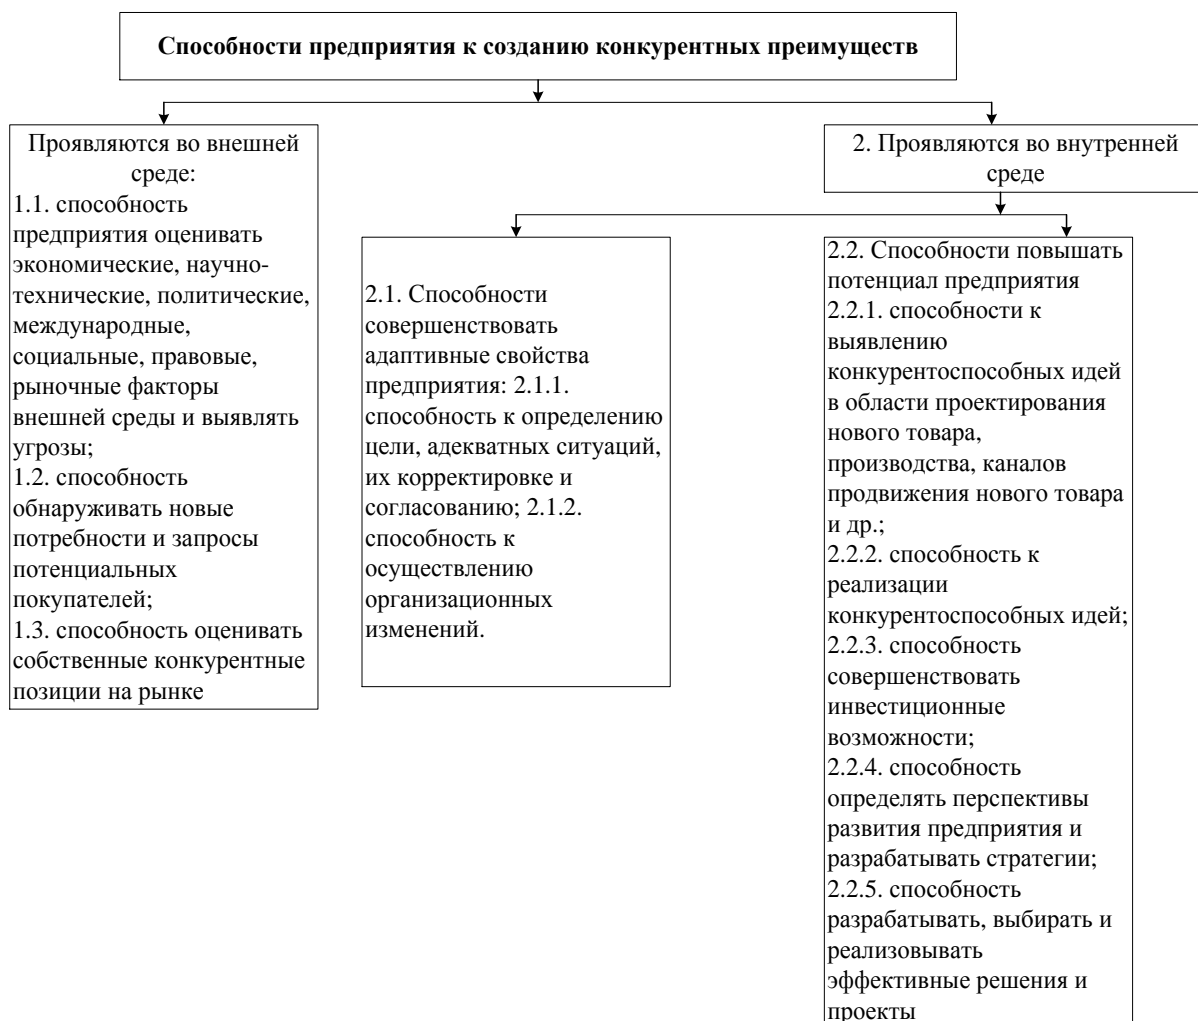 Способности предприятия к созданию конкурентных преимуществ
Проявляются во внешней
среде:
1.1. способность
предприятия оценивать
экономические, научно-
технические, политические,
международные,
социальные, правовые,
рыночные факторы
внешней среды и выявлять
угрозы;
1.2. способность
обнаруживать новые
потребности и запросы
потенциальных
покупателей;
1.3. способность оценивать
собственные конкурентные
позиции на рынке
2. Проявляются во внутренней
среде
2.1. Способности
совершенствовать
адаптивные свойства
предприятия: 2.1.1.
способность к определению
цели, адекватных ситуаций,
их корректировке и
согласованию; 2.1.2.
способность к
осуществлению
организационных
изменений.
2.2. Способности повышать
потенциал предприятия
2.2.1. способности к
выявлению
конкурентоспособных идей
в области проектирования
нового товара,
производства, каналов
продвижения нового товара
и др.;
2.2.2. способность к
реализации
конкурентоспособных идей;
2.2.3. способность
совершенствовать
инвестиционные
возможности;
2.2.4. способность
определять перспективы
развития предприятия и
разрабатывать стратегии;
2.2.5. способность
разрабатывать, выбирать и
реализовывать
эффективные решения и
проекты